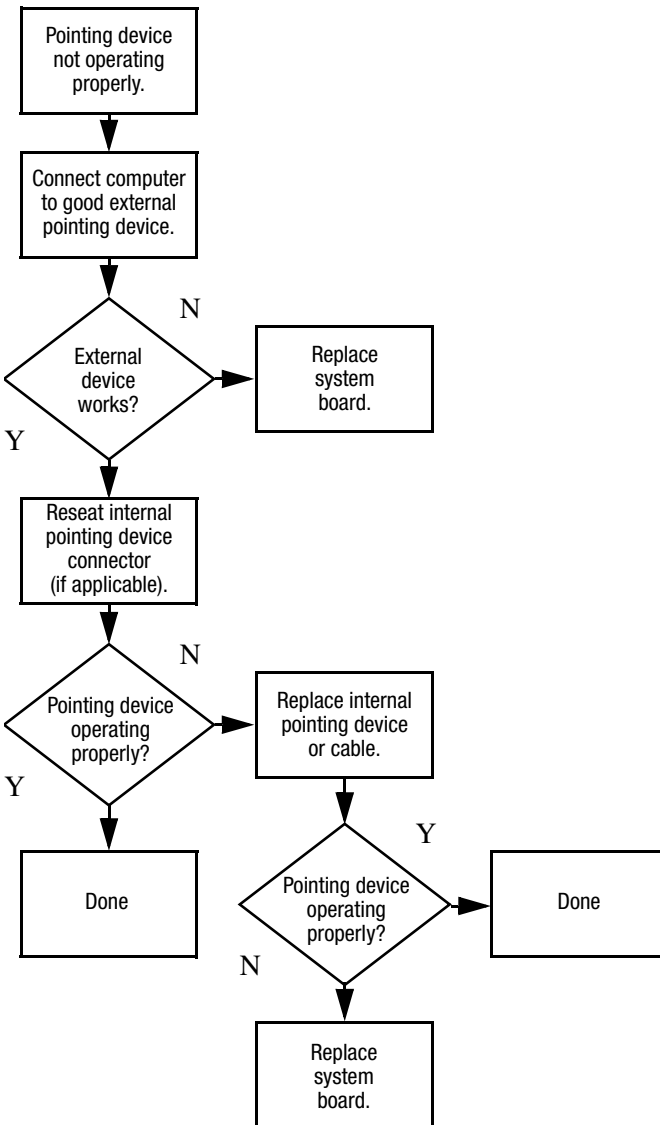 Pointing device
not operating
properly.
Connect computer
to good external
pointing device.
N
External
device
works?
Replace
system
board.
Y
Reseat internal
pointing device
connector
(if applicable).
N
Pointing device
operating
properly?
Replace internal
pointing device
or cable.
Y
Y
Done
Pointing device
operating
properly?
Done
N
Replace
system
board.